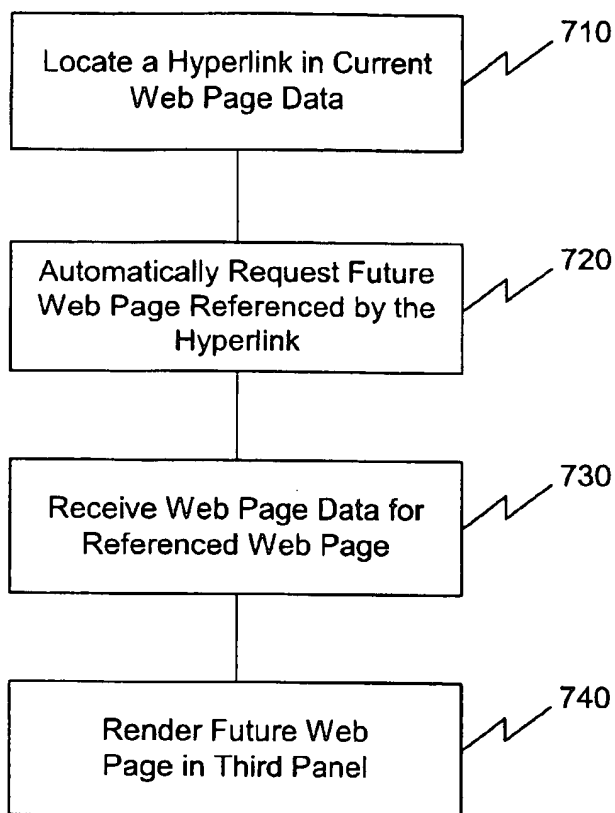 710
Locate a Hyperlink in Current
Web Page Data
720
Automatically Request Future
Web Page Referenced by the
Hyperlink
730
Receive Web Page Data for
Referenced Web Page
740
Render Future Web
Page in Third Panel